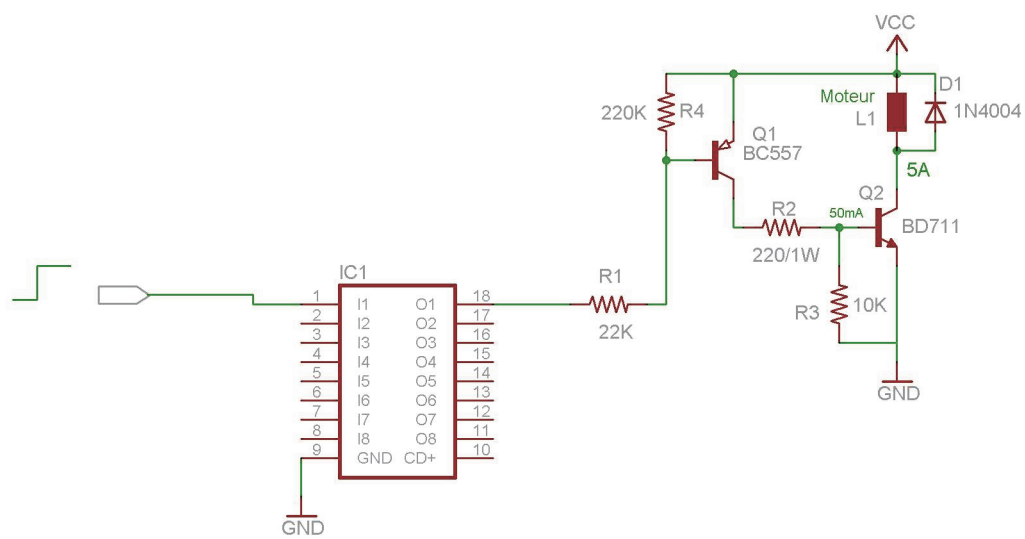 VCC
D1
Moteur
1N4004
L1
R4
220K
Q1
BC557
5A
Q2
R2
50mA
BD711
220/1W
IC1
R1
22K
R3
10K
GND
1 I1 O1 18
2 I2 O2 17
3 I3 O3 16
4 I4 O4 15
5 I5 O5 14
6 I6 O6 13
7 I7 O7 12
8 I8 O8 11
9 GND CD+ 10
GND